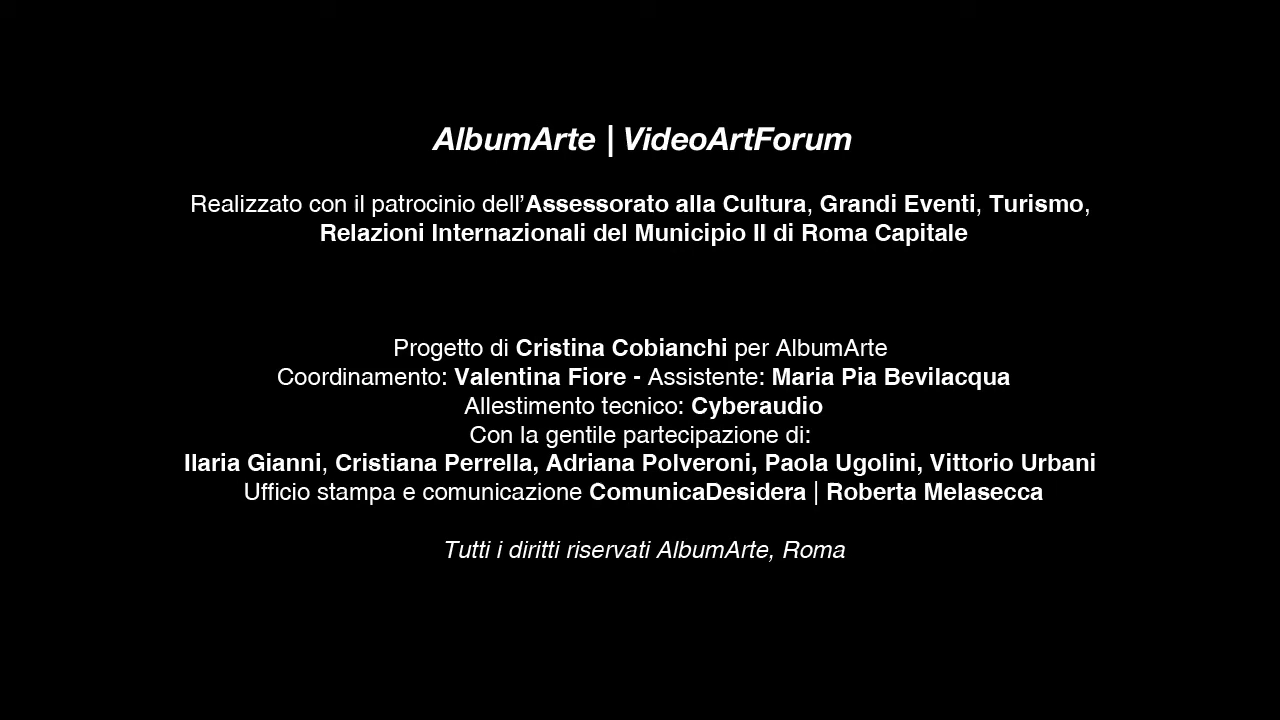 AlbumArte | VideoArtForum
Realizzato con il patrocinio dell’Assessorato alla Cultura, Grandi Eventi, Turismo,
Relazioni Internazionali del Municipio II di Roma Capitale
Progetto di Cristina Cobianchi per AlbumArte
Coordinamento: Valentina Fiore - Assistente: Maria Pia Bevilacqua
Allestimento tecnico: Cyberaudio
Con la gentile partecipazione di:
Ilaria Gianni, Cristiana Perrella, Adriana Polveroni, Paola Ugolini, Vittorio Urbani
Ufficio stampa e comunicazione ComunicaDesidera | Roberta Melasecca
Tutti i diritti riservati AlbumArte, Roma